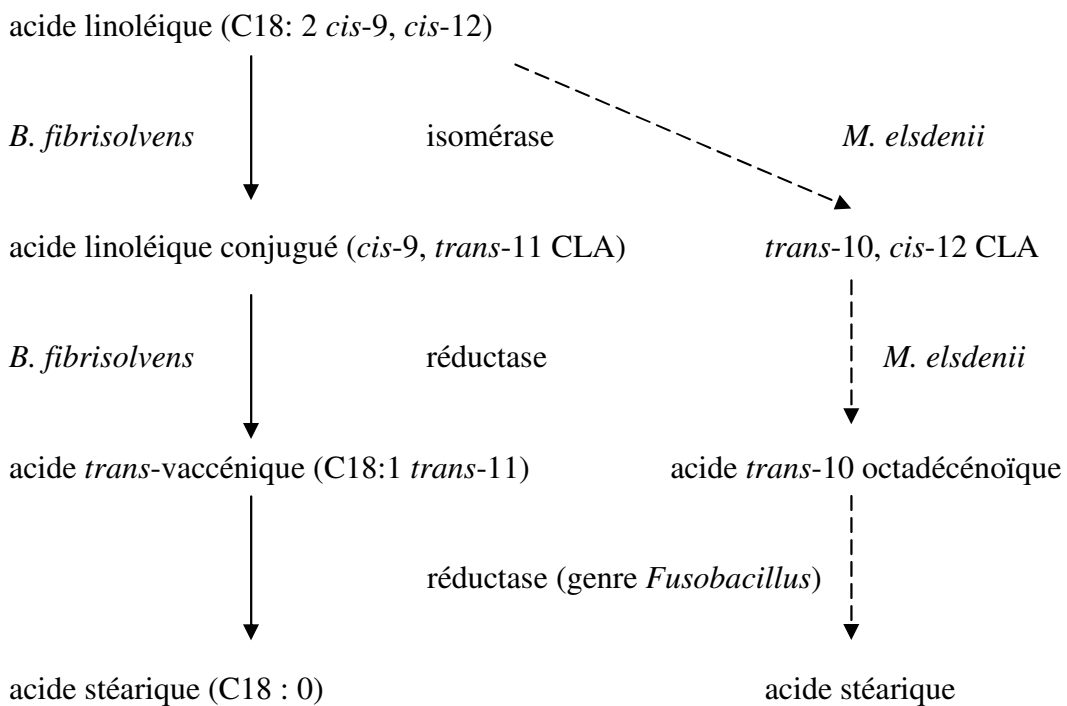 acide linoléique (C18: 2 cis-9, cis-12)
B. fibrisolvens isomérase M. elsdenii
acide linoléique conjugué (cis-9, trans-11 CLA) trans-10, cis-12 CLA
B. fibrisolvens réductase M. elsdenii
acide trans-vaccénique (C18:1 trans-11) acide trans-10 octadécénoïque
réductase (genre Fusobacillus)
acide stéarique (C18 : 0) acide stéarique